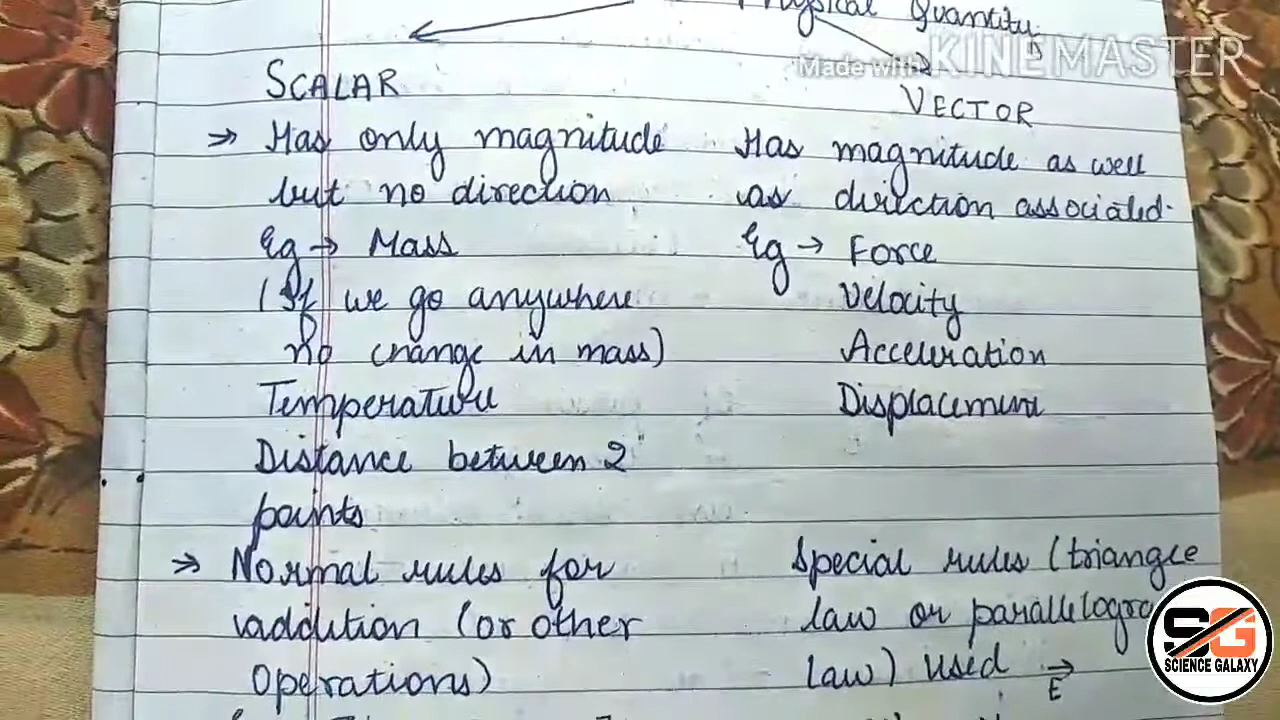 Physical Quantity
Made with KINEMASTER
SCALAR
VECTOR
⇒ Has only magnitude
but no direction
Eg → Mass
(If we go anywhere
no change in mass)
Temperature
Distance between 2
points
Has magnitude as well
as direction associated.
Eg → Force
Velocity
Acceleration
Displacement
⇒ Normal rules for
addition (or other
operations)
Special rules (triangle
law or parallelogra
law) used
E
SG
SCIENCE GALAXY